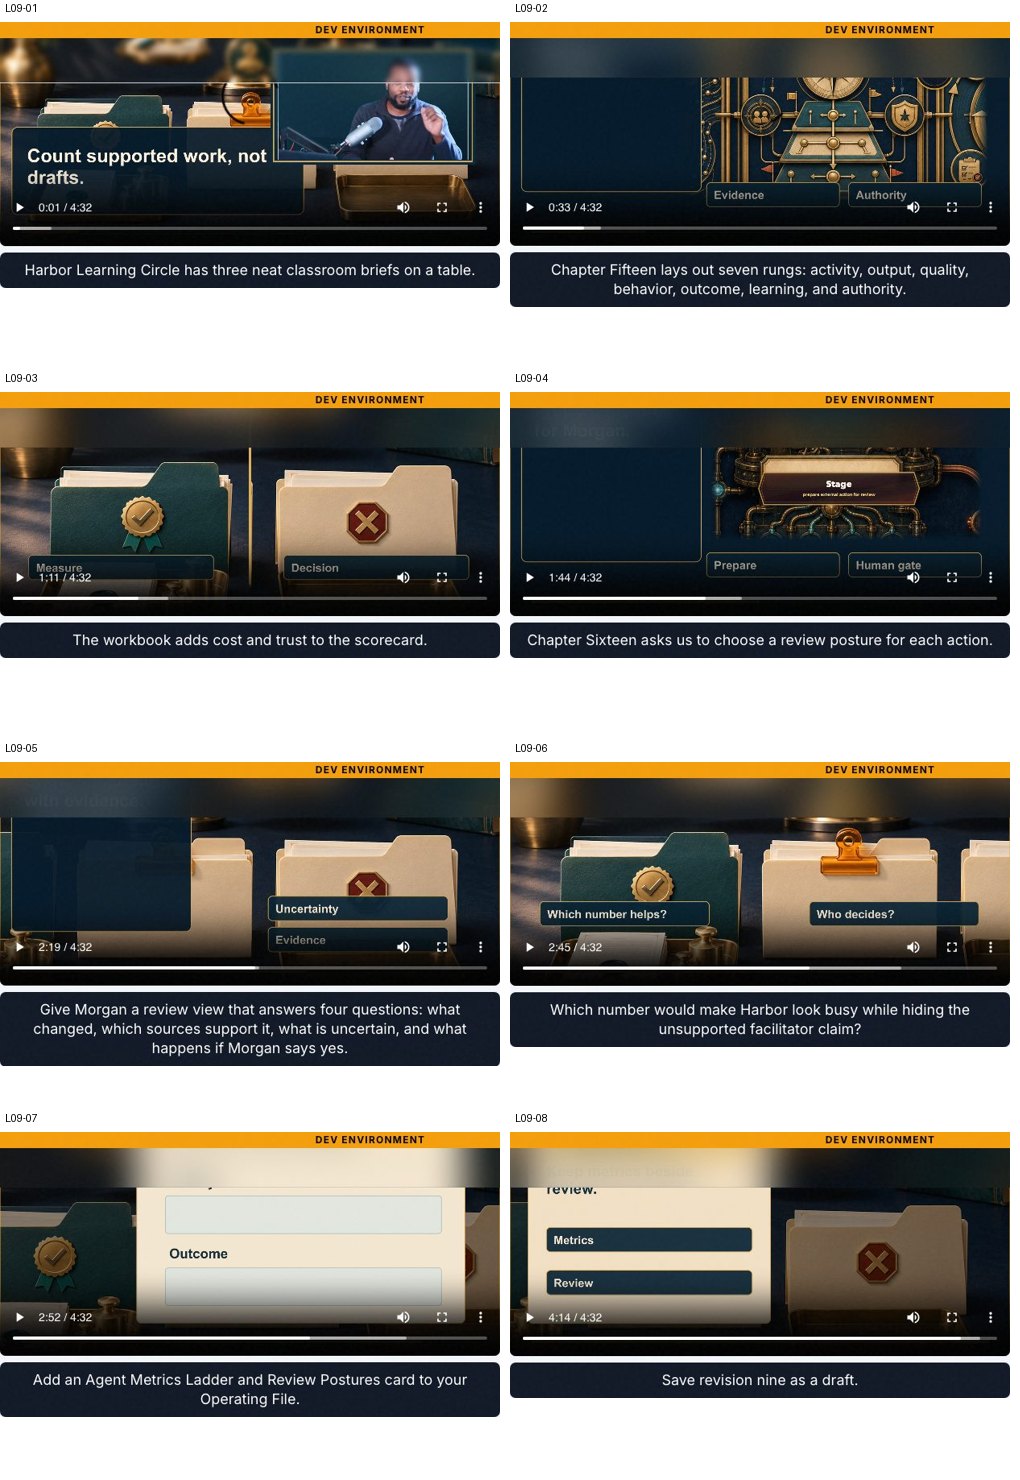 L09-01
DEV ENVIRONMENT
Count supported work, not
drafts.
0:01 / 4:32
Harbor Learning Circle has three neat classroom briefs on a table.
L09-02
DEV ENVIRONMENT
Evidence
Authority
0:33 / 4:32
Chapter Fifteen lays out seven rungs: activity, output, quality,
behavior, outcome, learning, and authority.
L09-03
DEV ENVIRONMENT
Measure
Decision
1:11 / 4:32
The workbook adds cost and trust to the scorecard.
L09-04
DEV ENVIRONMENT
for Morgan.
Stage
prepare external action for review
Prepare
Human gate
1:44 / 4:32
Chapter Sixteen asks us to choose a review posture for each action.
L09-05
DEV ENVIRONMENT
with evidence.
Uncertainty
Evidence
2:19 / 4:32
Give Morgan a review view that answers four questions: what
changed, which sources support it, what is uncertain, and what
happens if Morgan says yes.
L09-06
DEV ENVIRONMENT
Which number helps?
Who decides?
2:45 / 4:32
Which number would make Harbor look busy while hiding the
unsupported facilitator claim?
L09-07
DEV ENVIRONMENT
Outcome
2:52 / 4:32
Add an Agent Metrics Ladder and Review Postures card to your
Operating File.
L09-08
DEV ENVIRONMENT
review.
Metrics
Review
4:14 / 4:32
Save revision nine as a draft.